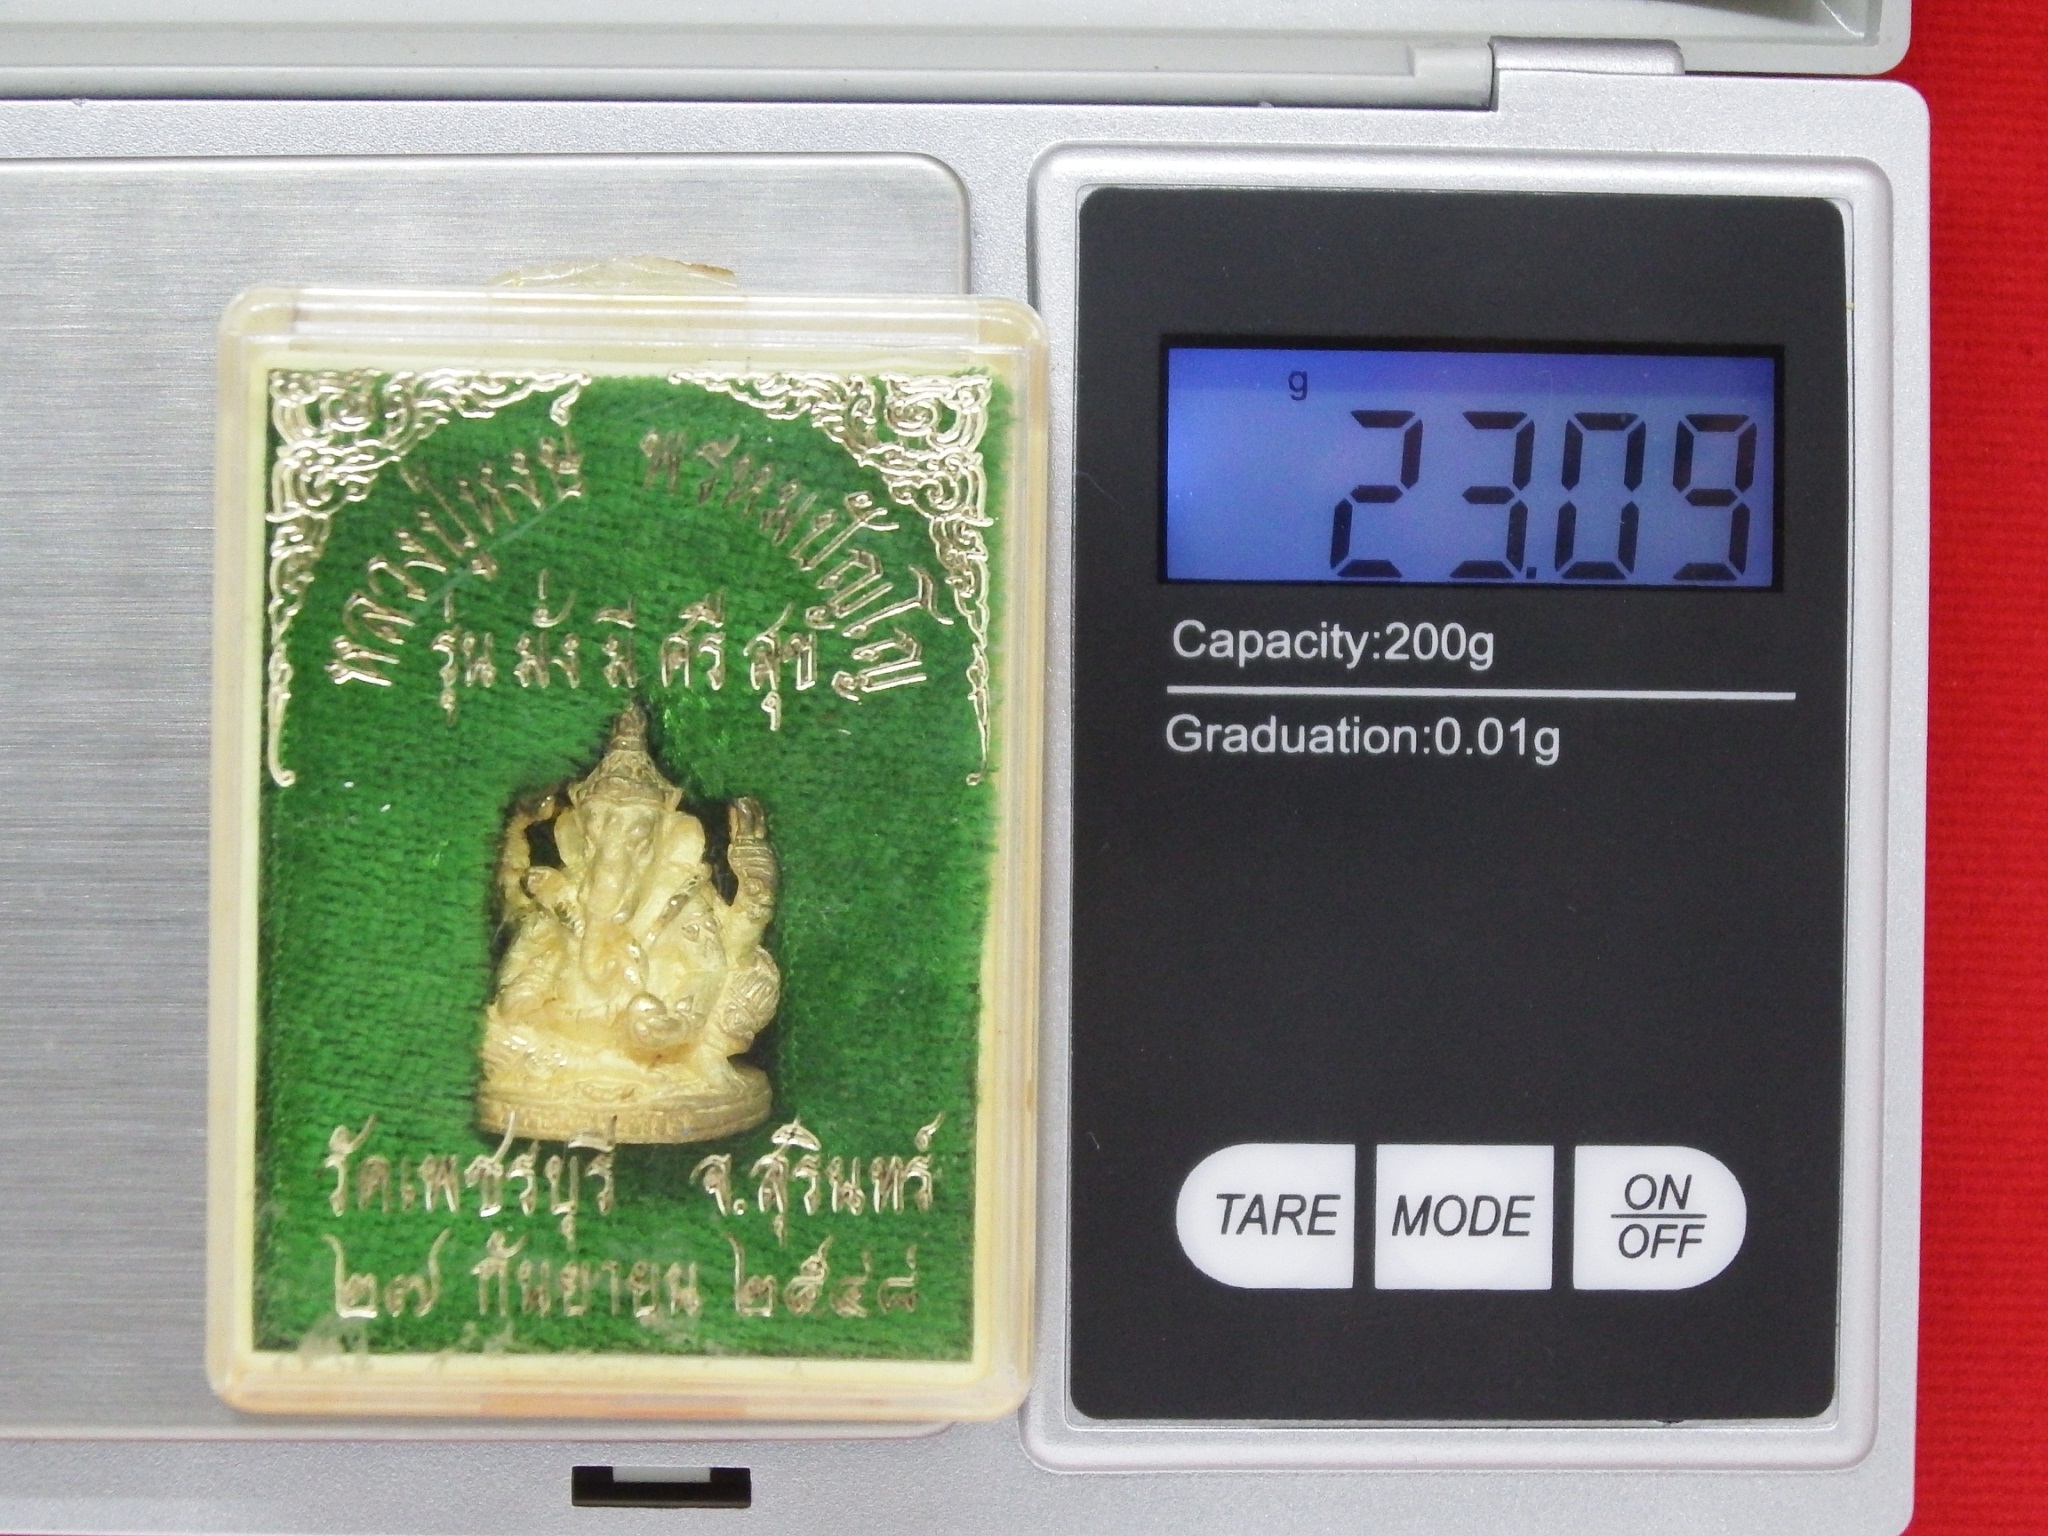 หลวงปู่หงษ์ พรหมปัญโญ
รุ่น มั่ง มี ศรี สุข
วัดเพชรบุรี จ.สุรินทร์
๒๗ กันยายน ๒๕๔๘
g 23.09
Capacity:200g
Graduation:0.01g
TARE MODE ON
OFF